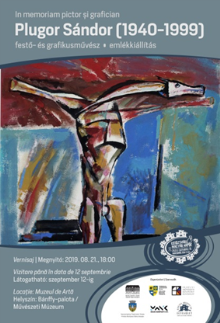 In memoriam pictor și grafician
Plugor Sándor (1940-1999)
festő- és grafikusművész ♦ emlékkiállítás
Vernisaj | Megnyitó: 2019. 08. 21., 18:00
Vizitare până în data de 12 septembrie
Látogatható: szeptember 12-ig
Locație: Muzeul de Artă
Helyszín: Bánffy-palota /
Művészeti Múzeum